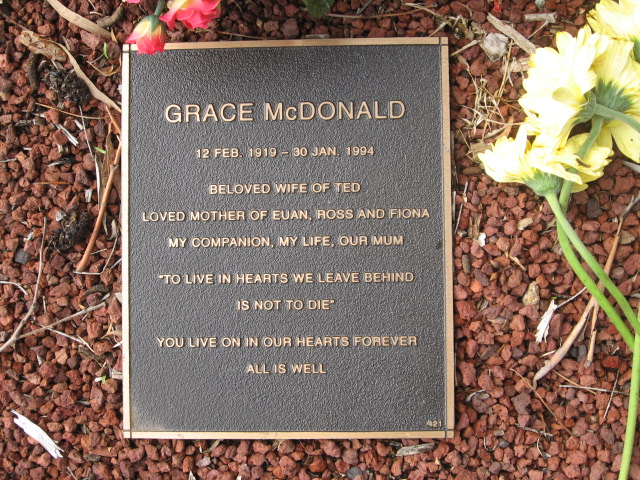 GRACE McDONALD
12 FEB. 1919 – 30 JAN. 1994
BELOVED WIFE OF TED
LOVED MOTHER OF EUAN, ROSS AND FIONA
MY COMPANION, MY LIFE, OUR MUM
"TO LIVE IN HEARTS WE LEAVE BEHIND
IS NOT TO DIE"
YOU LIVE ON IN OUR HEARTS FOREVER
ALL IS WELL
421